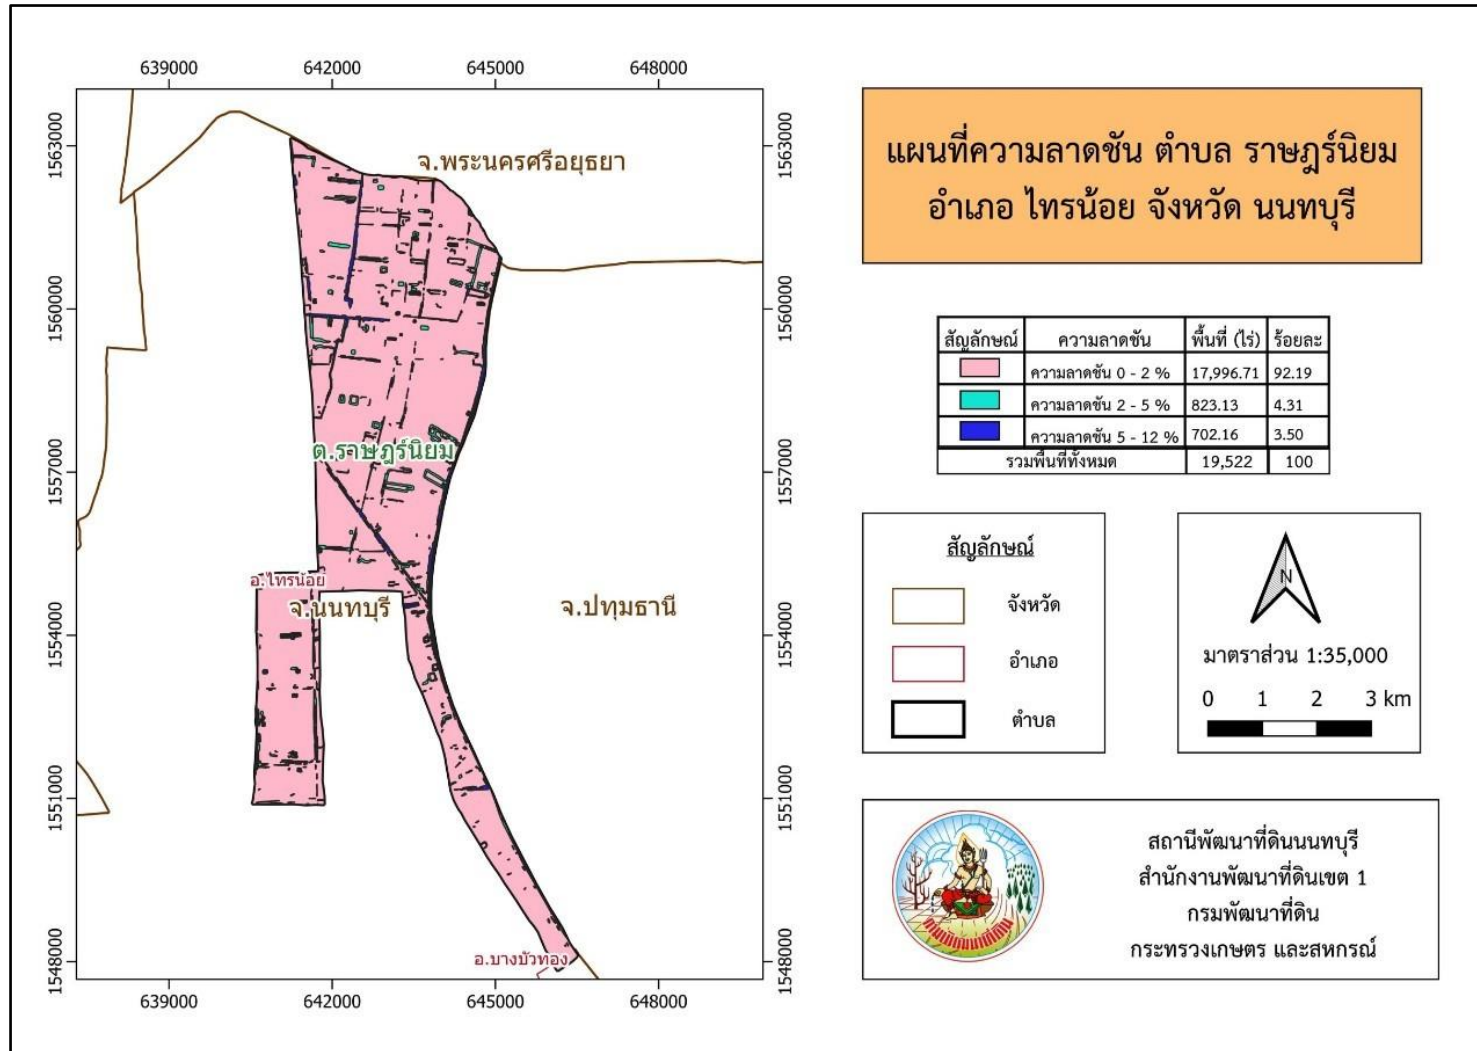 639000 642000 645000 648000
1563000 1563000
จ.พระนครศรีอยุธยา
1560000 1560000
ต.ราษฎร์นิยม
1557000 1557000
อ.ไทรน้อย
จ.นนทบุรี
จ.ปทุมธานี
1554000 1554000
1551000 1551000
อ.บางบัวทอง
1548000 1548000
639000 642000 645000 648000
แผนที่ความลาดชัน ตำบล ราษฎร์นิยม
อำเภอ ไทรน้อย จังหวัด นนทบุรี
สัญลักษณ์ ความลาดชัน พื้นที่ (ไร่) ร้อยละ
ความลาดชัน 0 - 2 % 17,996.71 92.19
ความลาดชัน 2 - 5 % 823.13 4.31
ความลาดชัน 5 - 12 % 702.16 3.50
รวมพื้นที่ทั้งหมด 19,522 100
สัญลักษณ์
จังหวัด
อำเภอ
ตำบล
N
มาตราส่วน 1:35,000
0 1 2 3 km
กรมพัฒนาที่ดิน
สถานีพัฒนาที่ดินนนทบุรี
สำนักงานพัฒนาที่ดินเขต 1
กรมพัฒนาที่ดิน
กระทรวงเกษตร และสหกรณ์